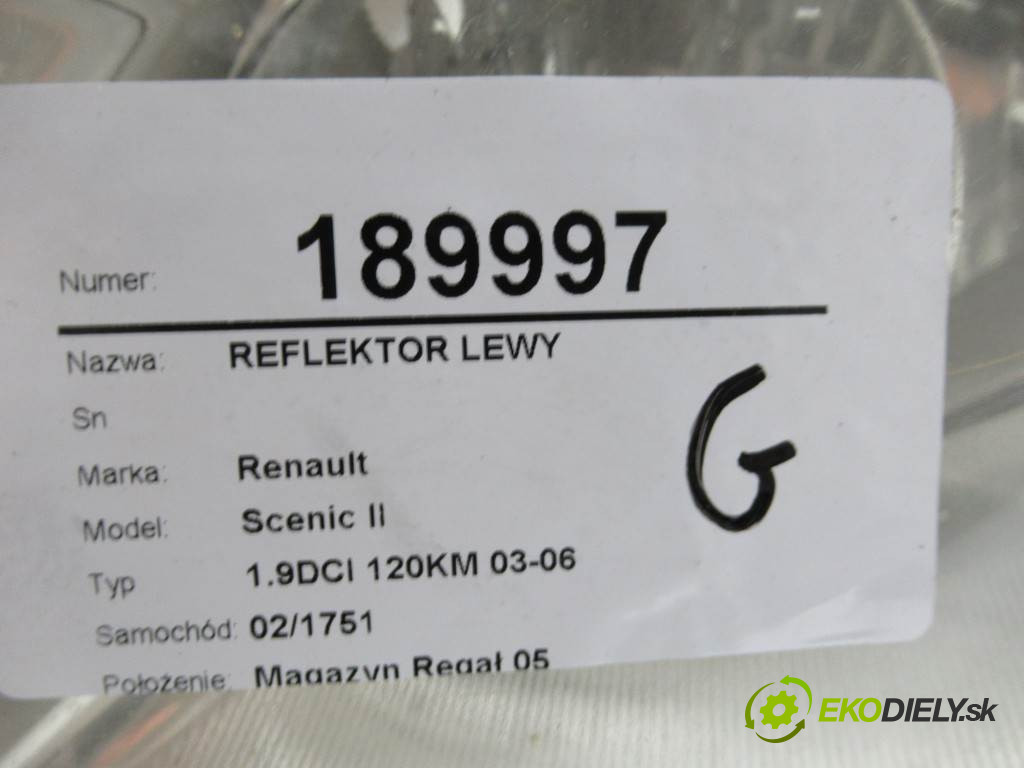 Numer: 189997
Nazwa: REFLEKTOR LEWY
Sn
Marka: Renault
Model: Scenic II
Typ 1.9DCI 120KM 03-06
Samochód: 02/1751
Położenie: Magazyn Regał 05
G
EKODIELY.sk